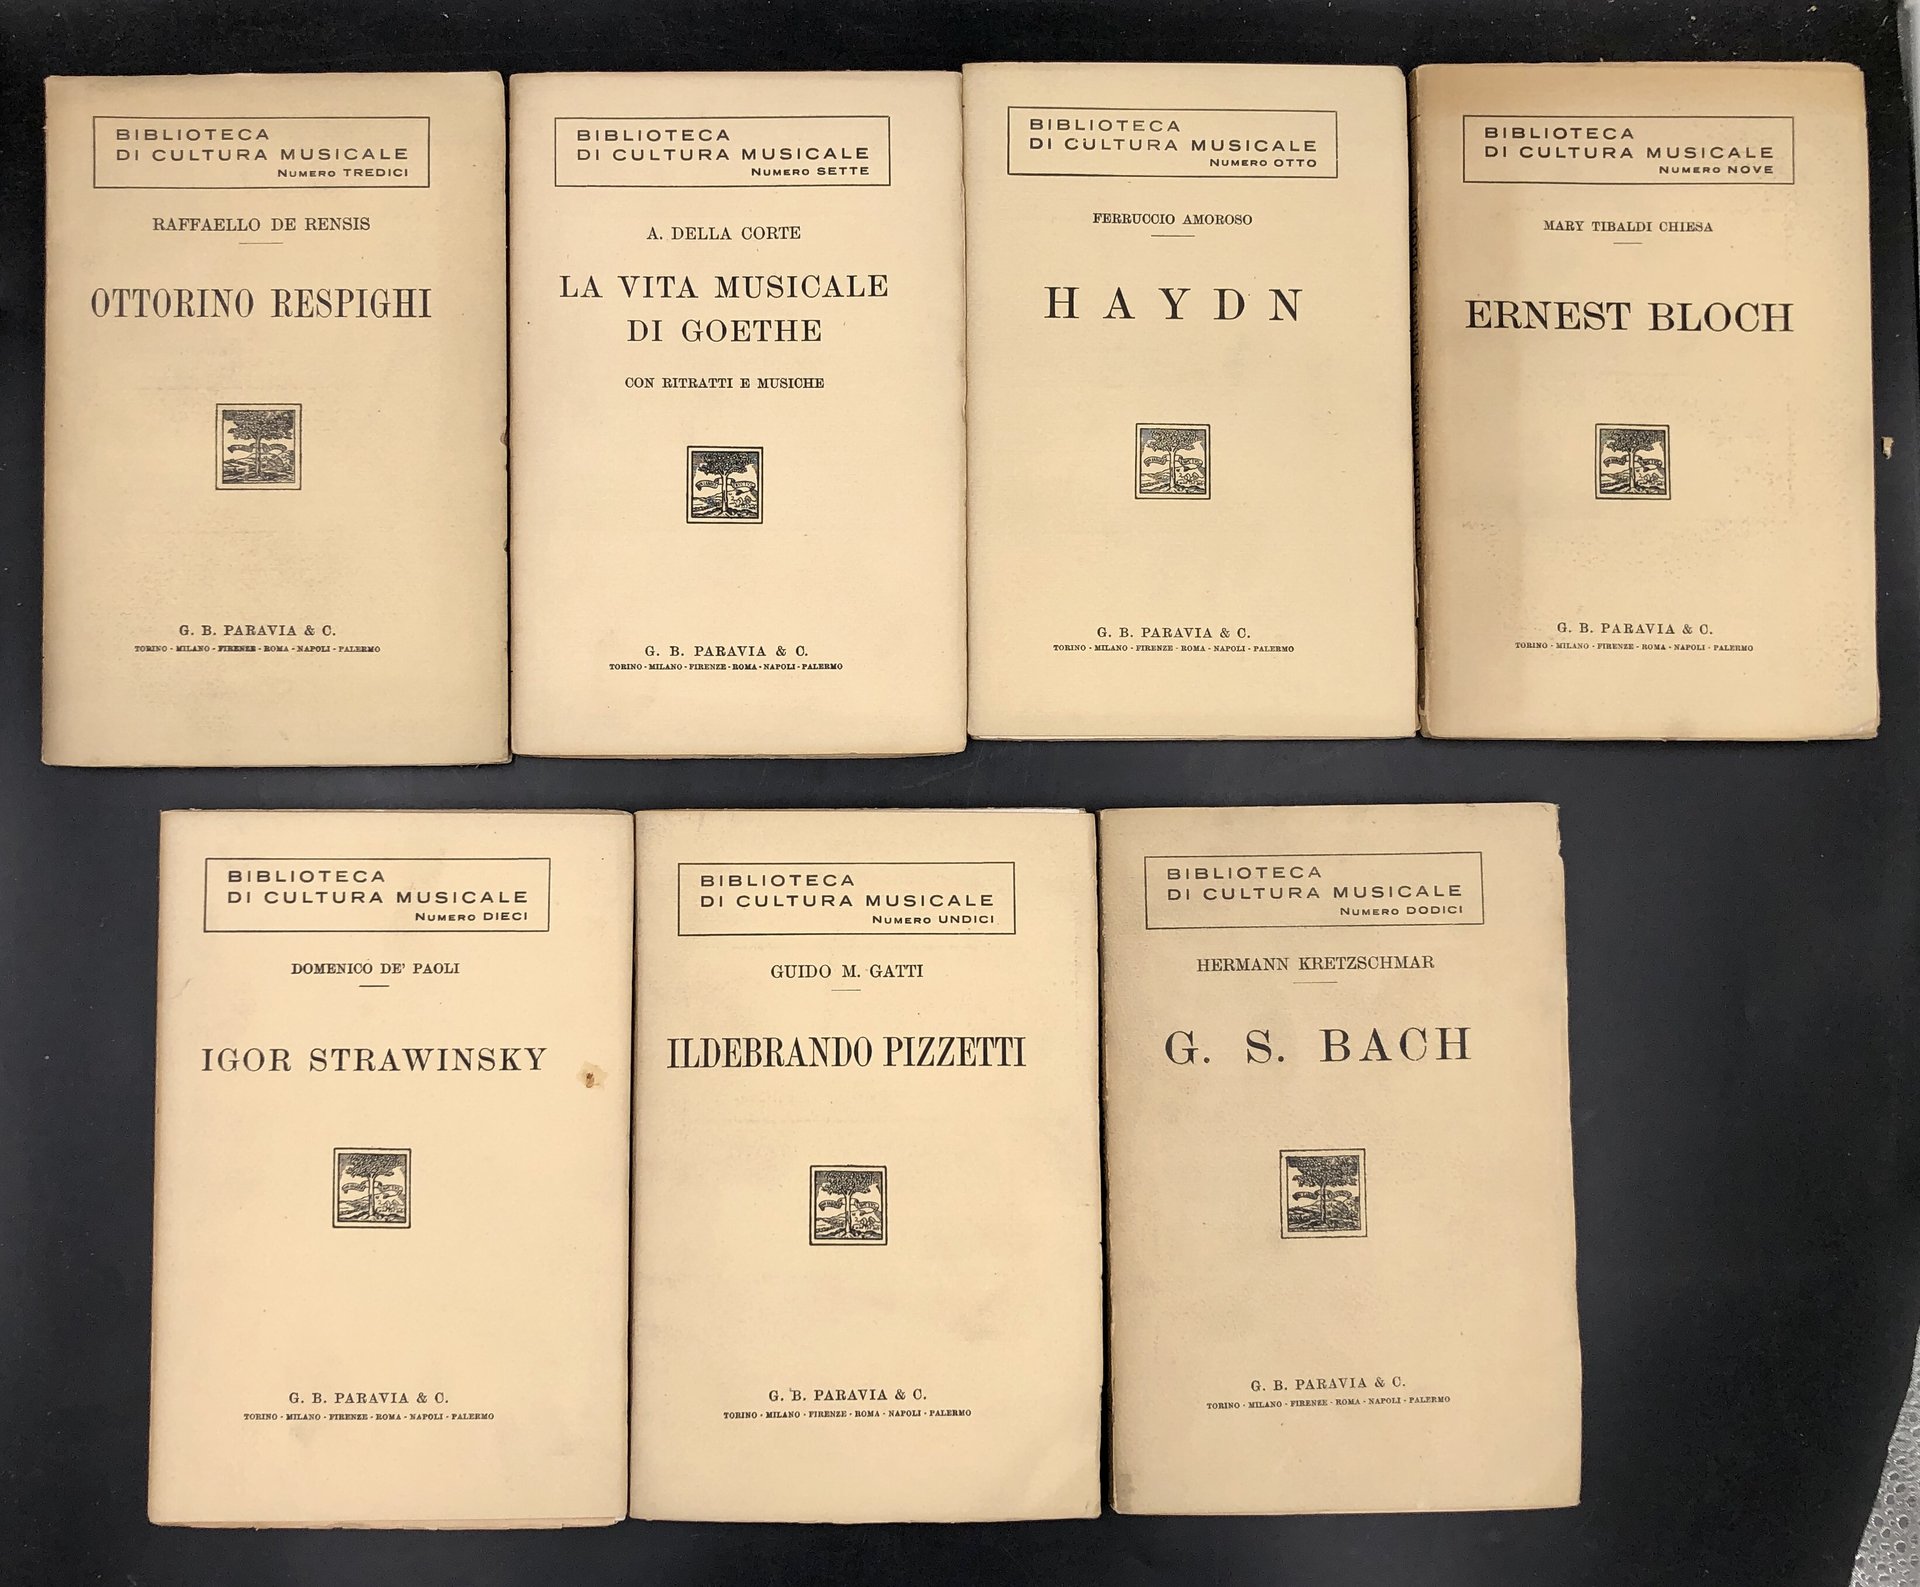 BIBLIOTECA
DI CULTURA MUSICALE
NUMERO TREDICI
RAFFAELLO DE RENSIS
OTTORINO RESPIGHI
G. B. PARAVIA & C.
TORINO - MILANO - FIRENZE - ROMA - NAPOLI - PALERMO
BIBLIOTECA
DI CULTURA MUSICALE
NUMERO SETTE
A. DELLA CORTE
LA VITA MUSICALE
DI GOETHE
CON RITRATTI E MUSICHE
G. B. PARAVIA & C.
TORINO - MILANO - FIRENZE - ROMA - NAPOLI - PALERMO
BIBLIOTECA
DI CULTURA MUSICALE
NUMERO OTTO
FERRUCCIO AMOROSO
HAYDN
G. B. PARAVIA & C.
TORINO - MILANO - FIRENZE - ROMA - NAPOLI - PALERMO
BIBLIOTECA
DI CULTURA MUSICALE
NUMERO NOVE
MARY TIBALDI CHIESA
ERNEST BLOCH
G. B. PARAVIA & C.
TORINO - MILANO - FIRENZE - ROMA - NAPOLI - PALERMO
BIBLIOTECA
DI CULTURA MUSICALE
NUMERO DIECI
DOMENICO DE' PAOLI
IGOR STRAWINSKY
G. B. PARAVIA & C.
TORINO - MILANO - FIRENZE - ROMA - NAPOLI - PALERMO
BIBLIOTECA
DI CULTURA MUSICALE
NUMERO UNDICI
GUIDO M. GATTI
ILDEBRANDO PIZZETTI
G. B. PARAVIA & C.
TORINO - MILANO - FIRENZE - ROMA - NAPOLI - PALERMO
BIBLIOTECA
DI CULTURA MUSICALE
NUMERO DODICI
HERMANN KRETZSCHMAR
G. S. BACH
G. B. PARAVIA & C.
TORINO - MILANO - FIRENZE - ROMA - NAPOLI - PALERMO